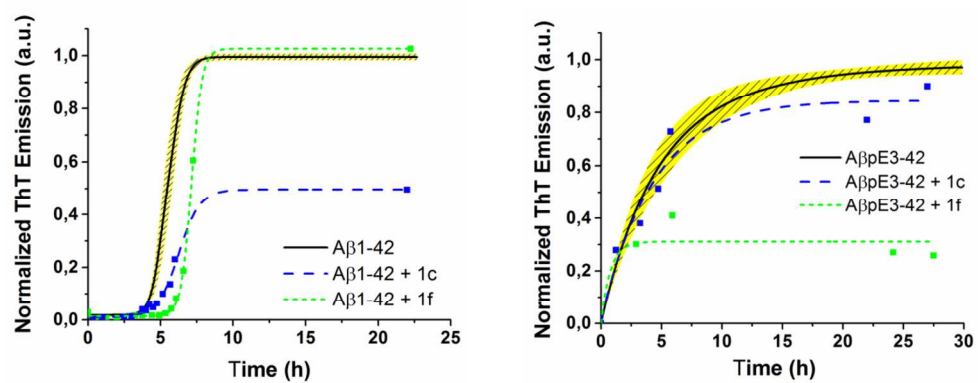 Normalized ThT Emission (a.u.)
1,0
0,8
0,6
0,4
0,2
0,0
Aβ1-42
Aβ1-42 + 1c
Aβ1-42 + 1f
0 5 10 15 20 25
Time (h)
Normalized ThT Emission (a.u.)
1,0
0,8
0,6
0,4
0,2
0,0
AβpE3-42
AβpE3-42 + 1c
AβpE3-42 + 1f
0 5 10 15 20 25 30
Time (h)